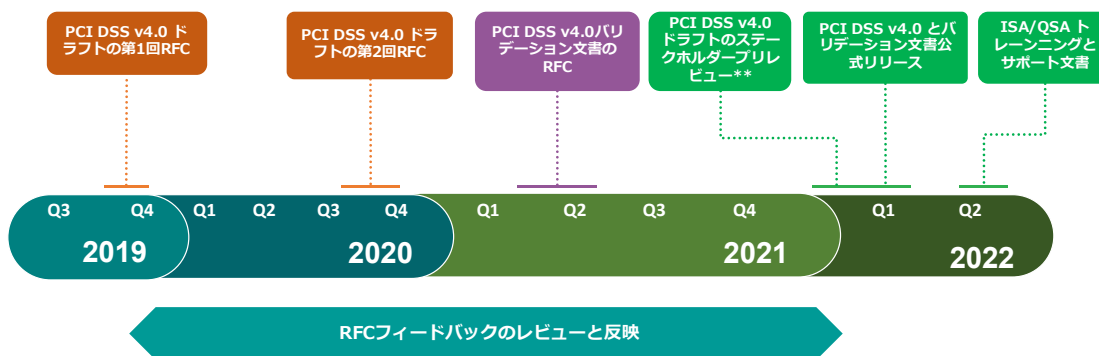 PCI DSS v4.0 ド
ラフトの第1回RFC
PCI DSS v4.0 ドラ
フトの第2回RFC
PCI DSS v4.0バリ
デーション文書の
RFC
PCI DSS v4.0
ドラフトのステー
クホルダープリレ
ビュー**
PCI DSS v4.0 とバ
リデーション文書公
式リリース
ISA/QSA ト
レーンニングと
サポート文書
Q3
Q4
Q1
Q2
Q3
Q4
Q1
Q2
Q3
Q4
Q1
Q2
2019
2020
2021
2022
RFCフィードバックのレビューと反映